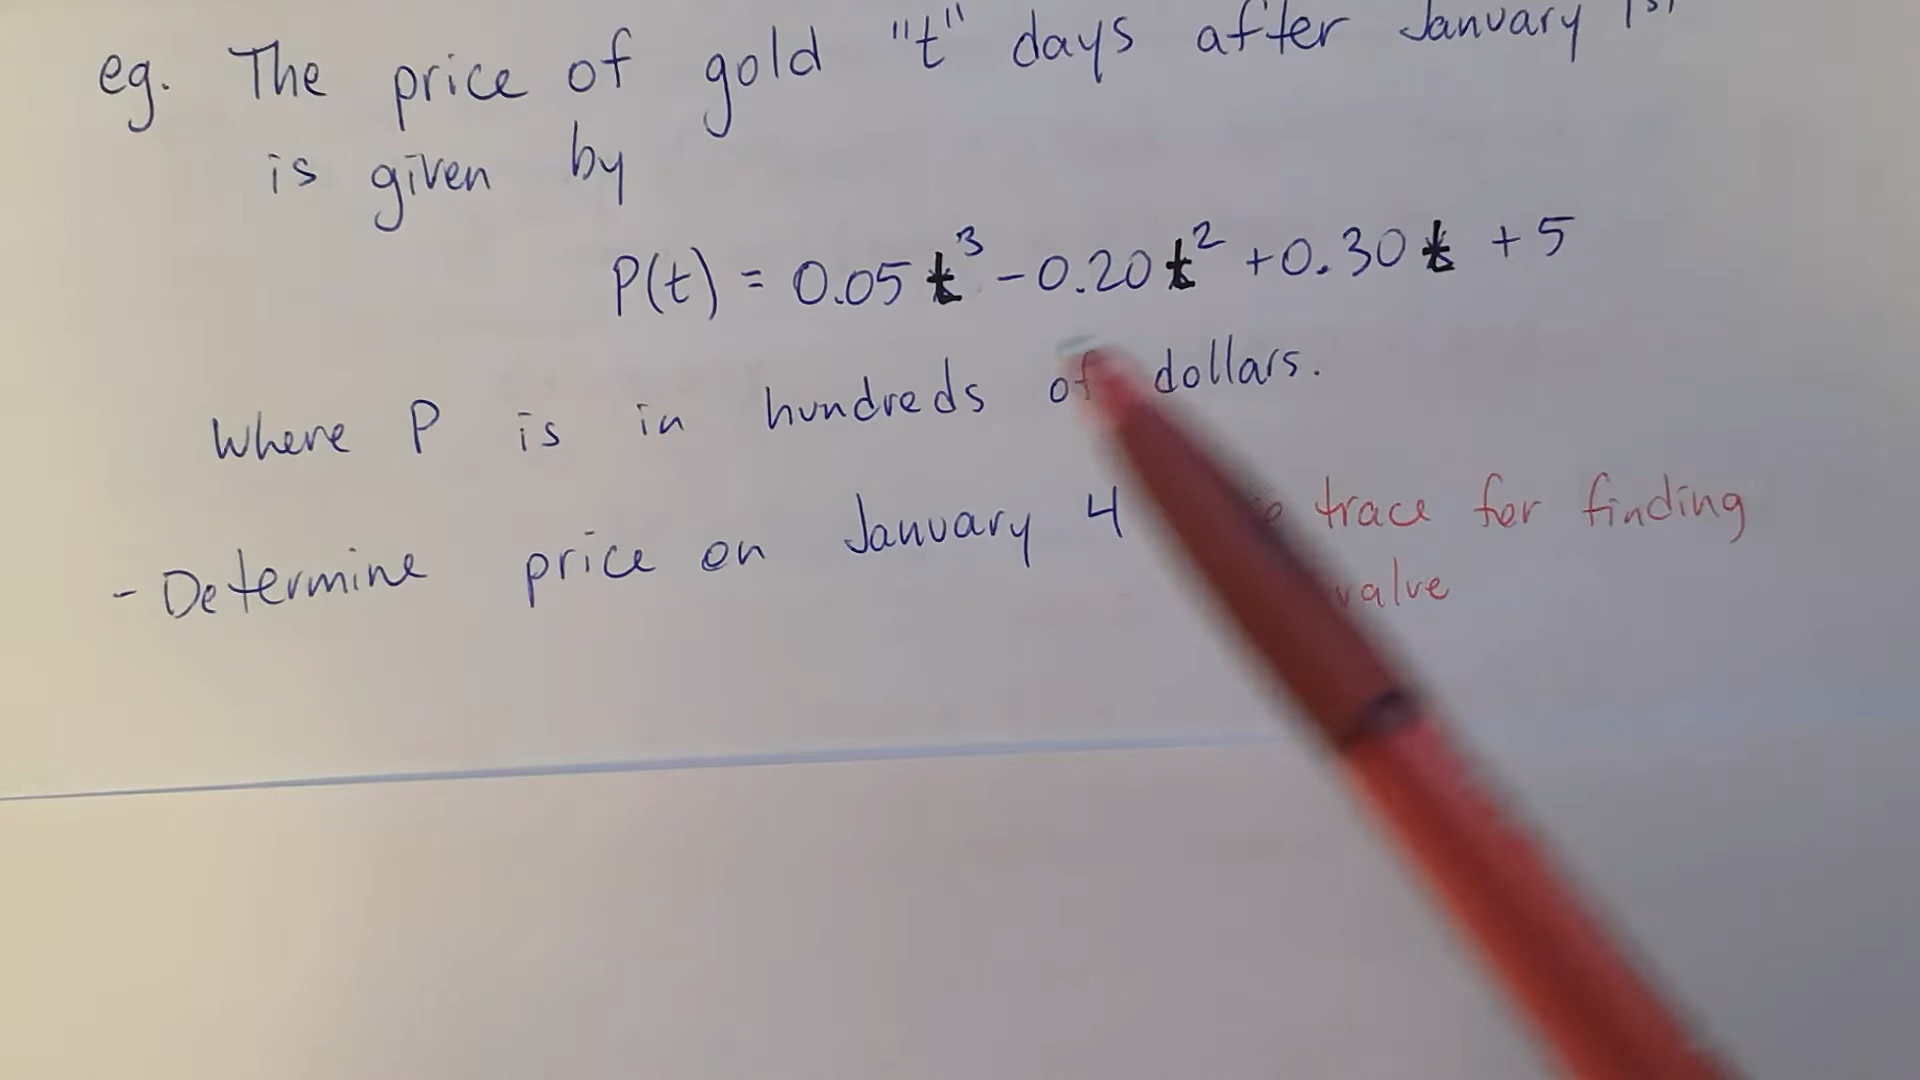 eg. The price of gold "t" days after January 1st
is given by
P(t) = 0.05t³ - 0.20t² + 0.30t + 5
Where P is in hundreds of dollars.
- Determine price on January 4 trace for finding
value